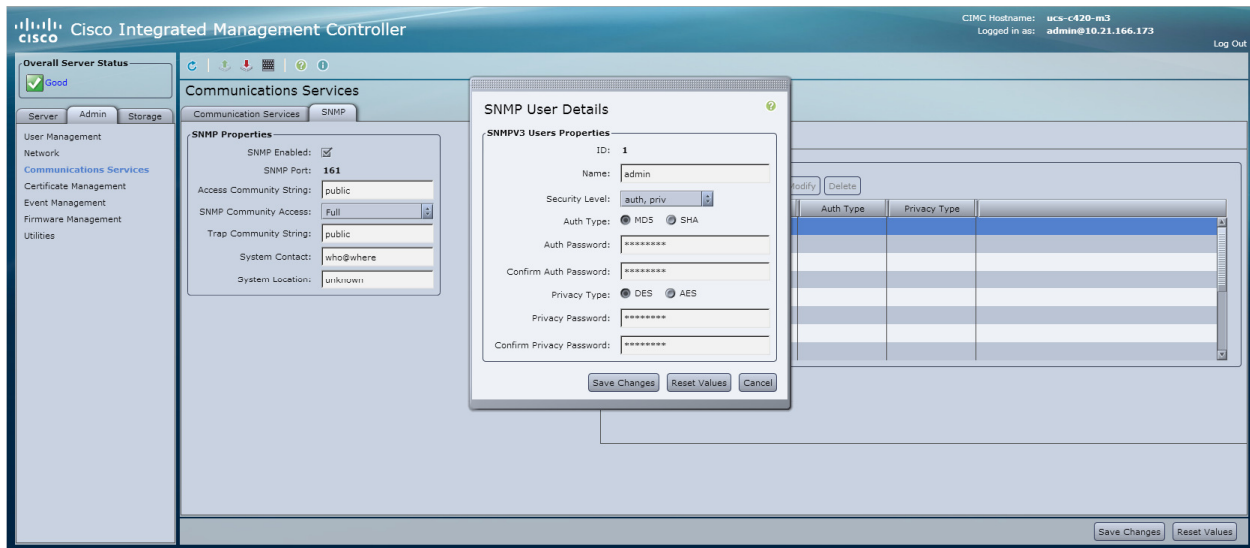 CISCO
Cisco Integrated Management Controller
CIMC Hostname: ucs-c420-m3
Logged in as: admin@10.21.166.173
Log Out
Overall Server Status
Good
Server Admin Storage
User Management
Network
Communications Services
Certificate Management
Event Management
Firmware Management
Utilities
Communications Services
Communication Services SNMP
SNMP Properties
SNMP Enabled:
SNMP Port: 161
Access Community String: public
SNMP Community Access: Full
Trap Community String: public
System Contact: who@where
System Location: unknown
SNMP User Details
SNMPV3 Users Properties
ID: 1
Name: admin
Security Level: auth, priv
Auth Type: MD5 SHA
Auth Password: ********
Confirm Auth Password: ********
Privacy Type: DES AES
Privacy Password: ********
Confirm Privacy Password: ********
Save Changes Reset Values Cancel
Delete
Auth Type Privacy Type
Save Changes Reset Values